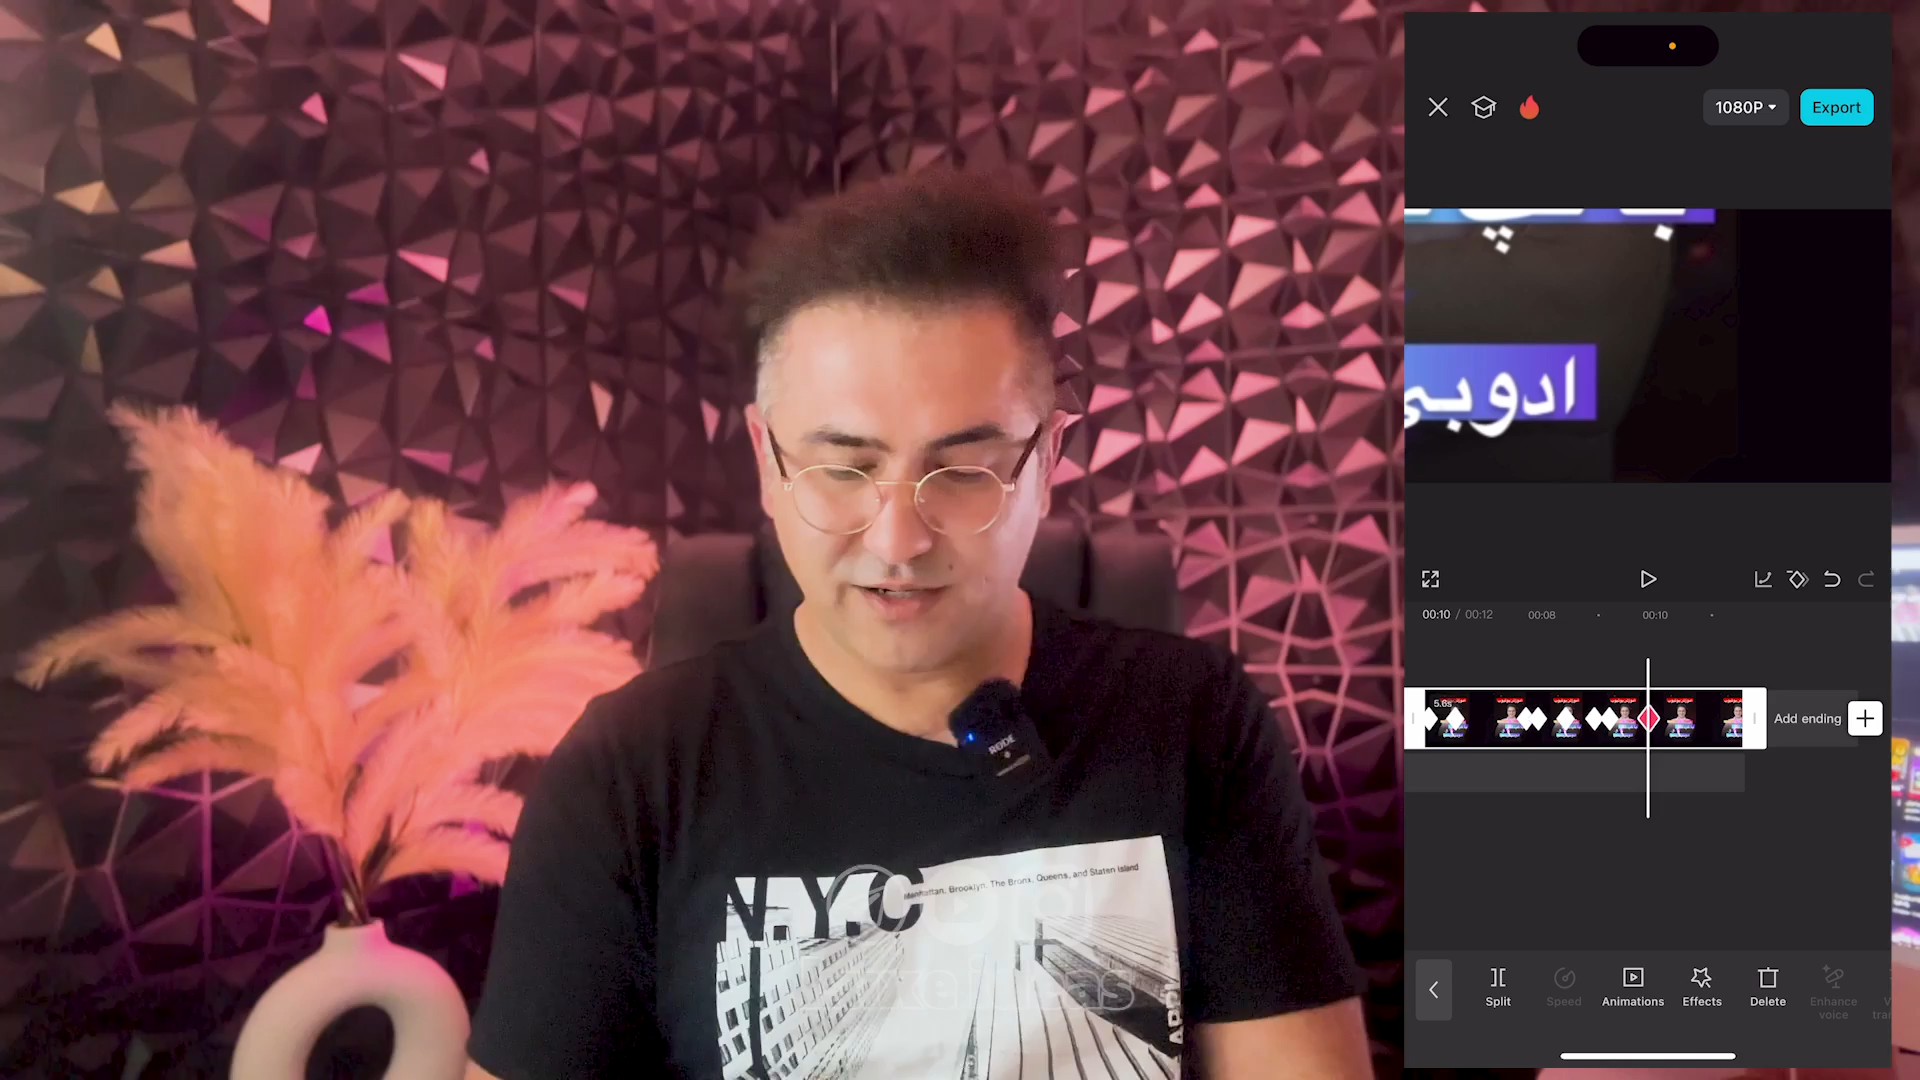 1080P
Export
ادوبی
00:10 / 00:12
00:08
00:10
5.6s
Add ending
RØDE
N.Y.C
Manhattan, Brooklyn, The Bronx, Queens, and Staten Island
Split
Speed
Animations
Effects
Delete
Enhance
voice